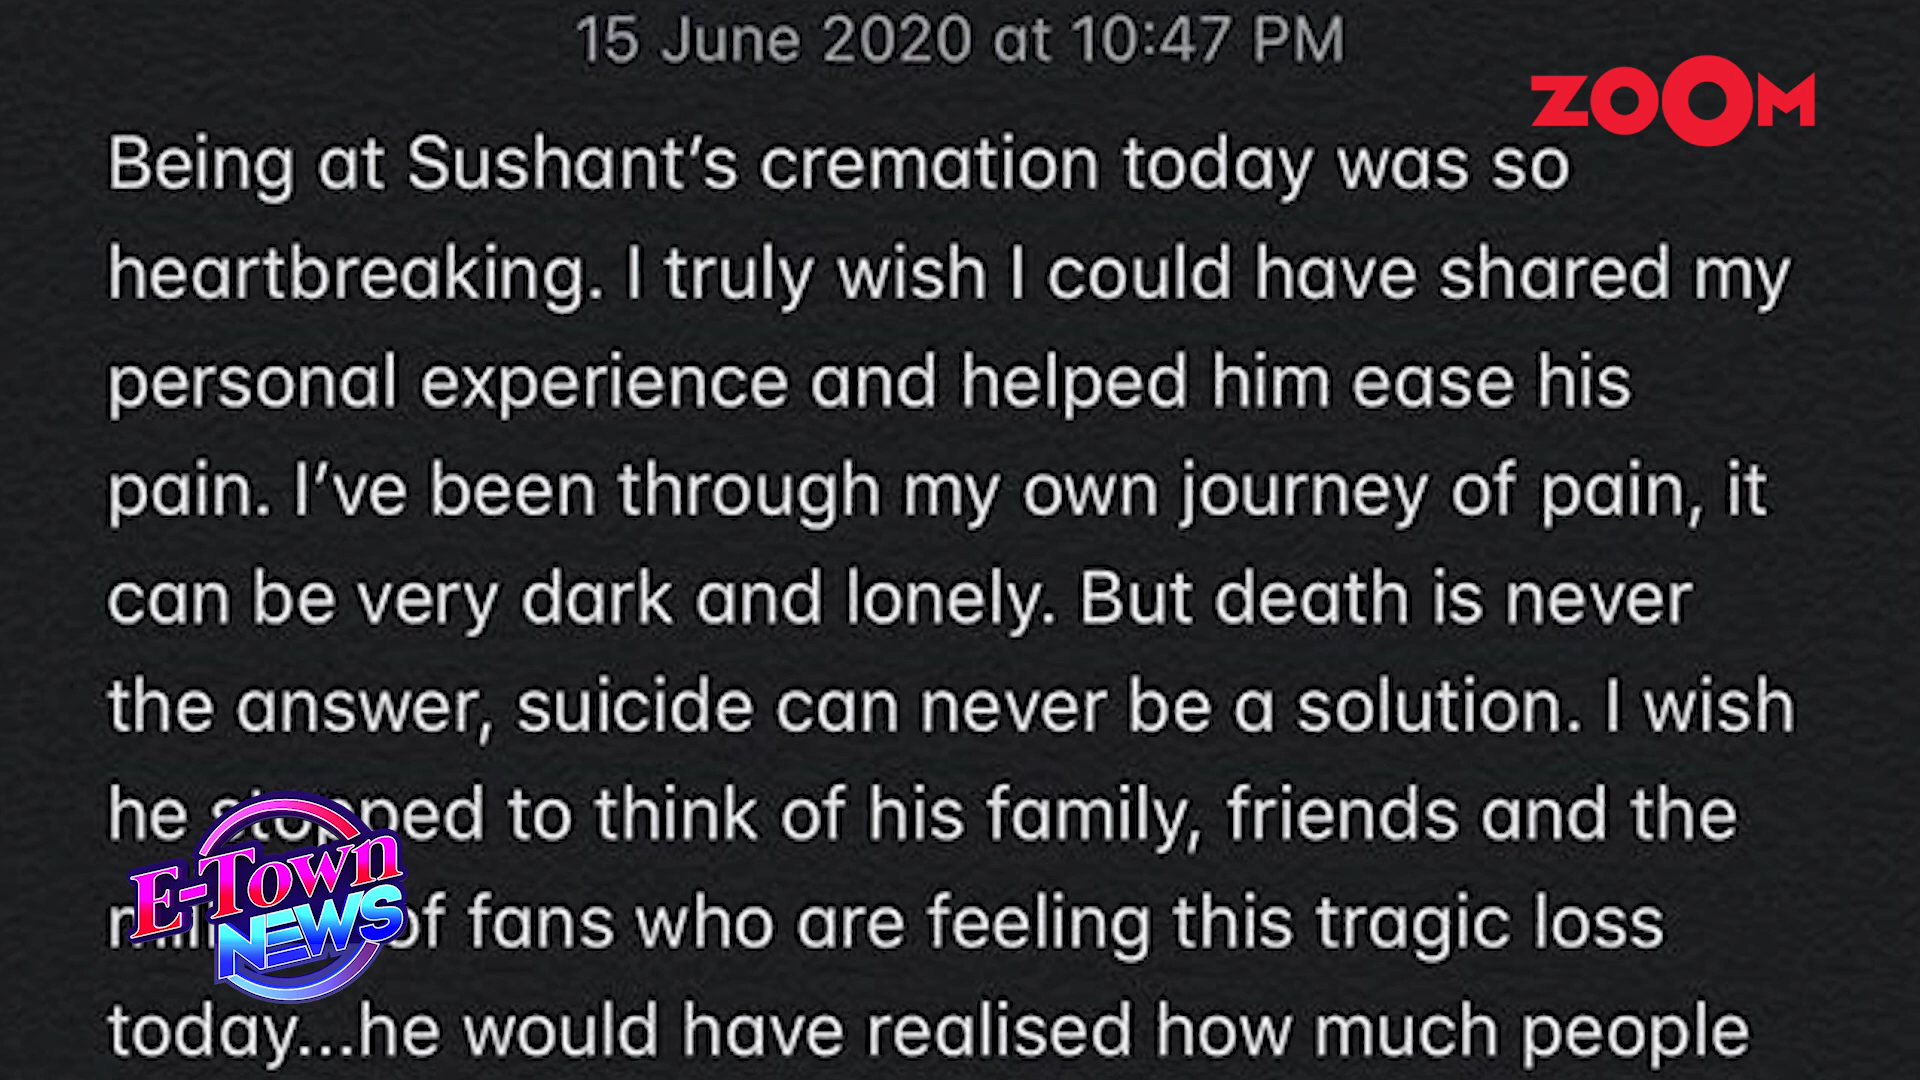 15 June 2020 at 10:47 PM
ZOOM
Being at Sushant's cremation today was so
heartbreaking. I truly wish I could have shared my
personal experience and helped him ease his
pain. I've been through my own journey of pain, it
can be very dark and lonely. But death is never
the answer, suicide can never be a solution. I wish
he to think of his family, friends and the
of fans who are feeling this tragic loss
today...he would have realised how much people
E-Town
NEWS